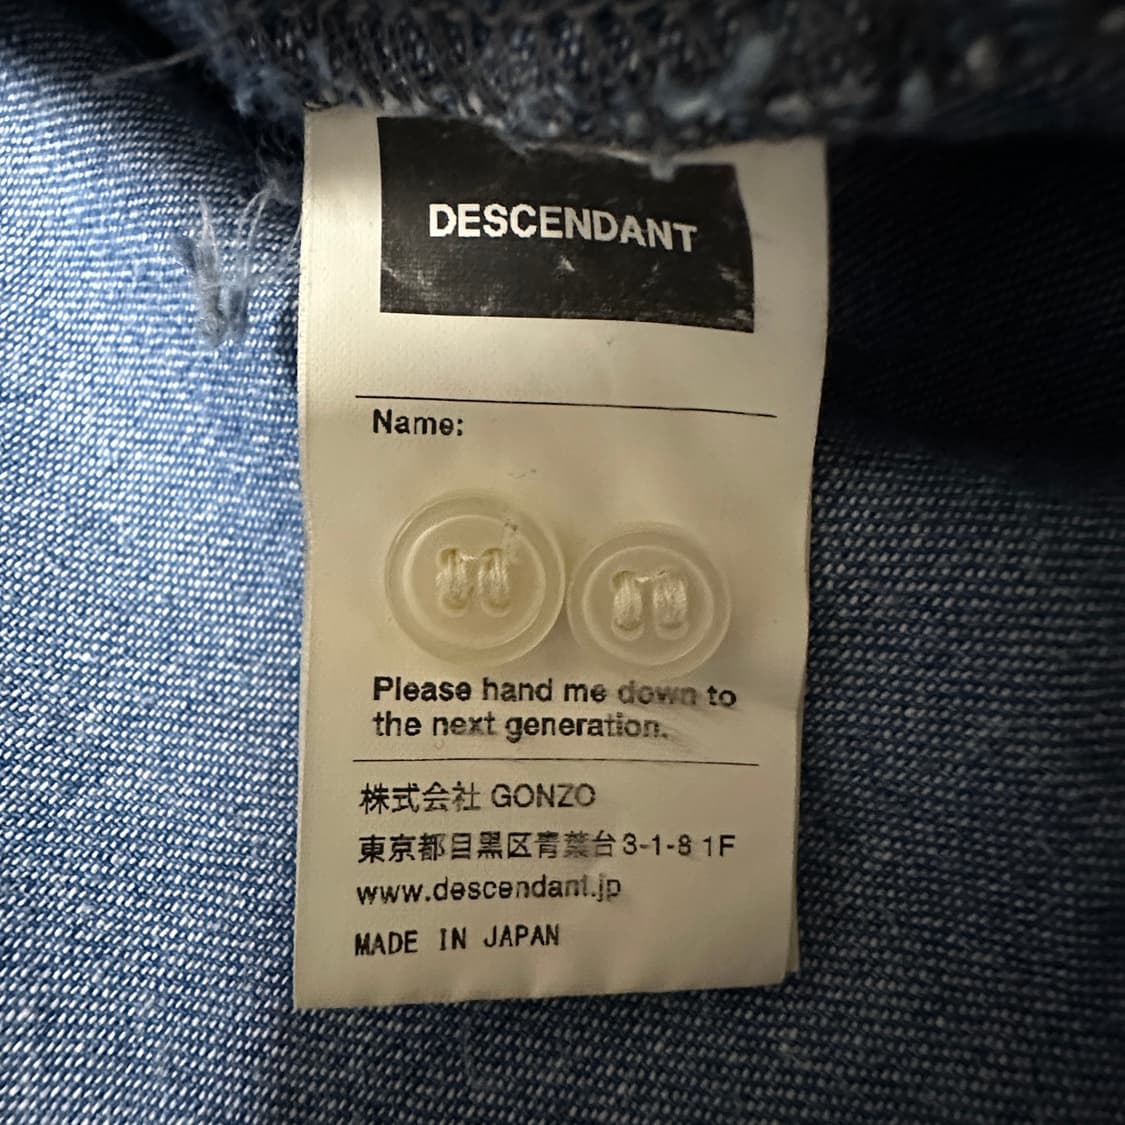 DESCENDANT
Name:
Please hand me down to
the next generation.
株式会社 GONZO
東京都目黒区青葉台3-1-8 1F
www.descendant.jp
MADE IN JAPAN